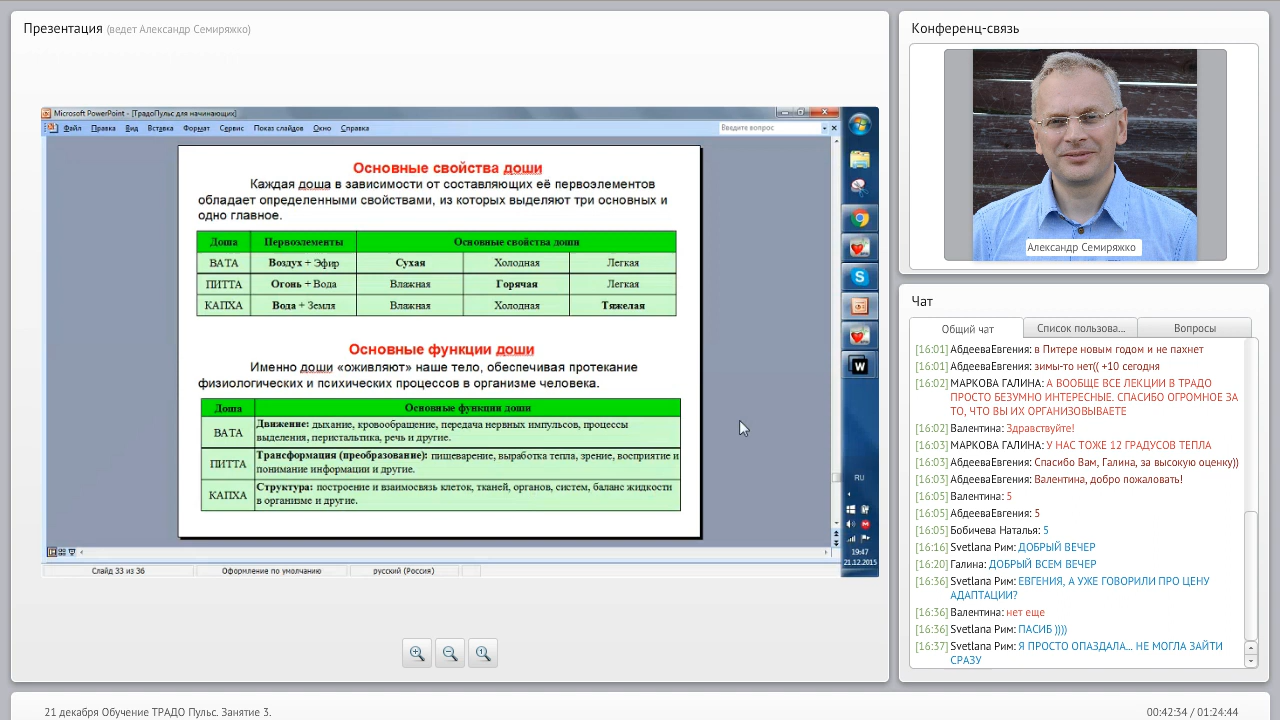 Презентация (ведет Александр Семиряжко)
Microsoft PowerPoint - [ТрадоПульс для начинающих]
Файл Правка Вид Вставка Формат Сервис Показ слайдов Окно Справка
Введите вопрос
Основные свойства доши
Каждая доша в зависимости от составляющих её первоэлементов
обладает определенными свойствами, из которых выделяют три основных и
одно главное.
Доша Первоэлементы Основные свойства доши
ВАТА Воздух + Эфир Сухая Холодная Легкая
ПИТТА Огонь + Вода Влажная Горячая Легкая
КАПХА Вода + Земля Влажная Холодная Тяжелая
Основные функции доши
Именно доши «оживляют» наше тело, обеспечивая протекание
физиологических и психических процессов в организме человека.
Доша Основные функции доши
ВАТА Движение: дыхание, кровообращение, передача нервных импульсов, процессы
выделения, перистальтика, речь и другие.
ПИТТА Трансформация (преобразование): пищеварение, выработка тепла, зрение, восприятие и
понимание информации и другие.
КАПХА Структура: построение и взаимосвязь клеток, тканей, органов, систем, баланс жидкости
в организме и другие.
Слайд 33 из 36 Оформление по умолчанию русский (Россия)
S
W
RU
19:47
21.12.2015
Конференц-связь
Александр Семиряжко
Чат
Общий чат Список пользова... Вопросы
[16:01] АбдееваЕвгения: в Питере новым годом и не пахнет
[16:01] АбдееваЕвгения: зимы-то нет(( +10 сегодня
[16:02] МАРКОВА ГАЛИНА: А ВООБЩЕ ВСЕ ЛЕКЦИИ В ТРАДО
ПРОСТО БЕЗУМНО ИНТЕРЕСНЫЕ. СПАСИБО ОГРОМНОЕ ЗА
ТО, ЧТО ВЫ ИХ ОРГАНИЗОВЫВАЕТЕ
[16:02] Валентина: Здравствуйте!
[16:03] МАРКОВА ГАЛИНА: У НАС ТОЖЕ 12 ГРАДУСОВ ТЕПЛА
[16:03] АбдееваЕвгения: Спасибо Вам, Галина, за высокую оценку))
[16:03] АбдееваЕвгения: Валентина, добро пожаловать!
[16:05] Валентина: 5
[16:05] АбдееваЕвгения: 5
[16:05] Бобичева Наталья: 5
[16:16] Svetlana Рим: ДОБРЫЙ ВЕЧЕР
[16:20] Галина: ДОБРЫЙ ВСЕМ ВЕЧЕР
[16:36] Svetlana Рим: ЕВГЕНИЯ, А УЖЕ ГОВОРИЛИ ПРО ЦЕНУ
АДАПТАЦИИ?
[16:36] Валентина: нет еще
[16:36] Svetlana Рим: ПАСИБ ))))
[16:37] Svetlana Рим: Я ПРОСТО ОПАЗДАЛА... НЕ МОГЛА ЗАЙТИ
СРАЗУ
21 декабря Обучение ТРАДО Пульс. Занятие 3.
00:42:34 / 01:24:44